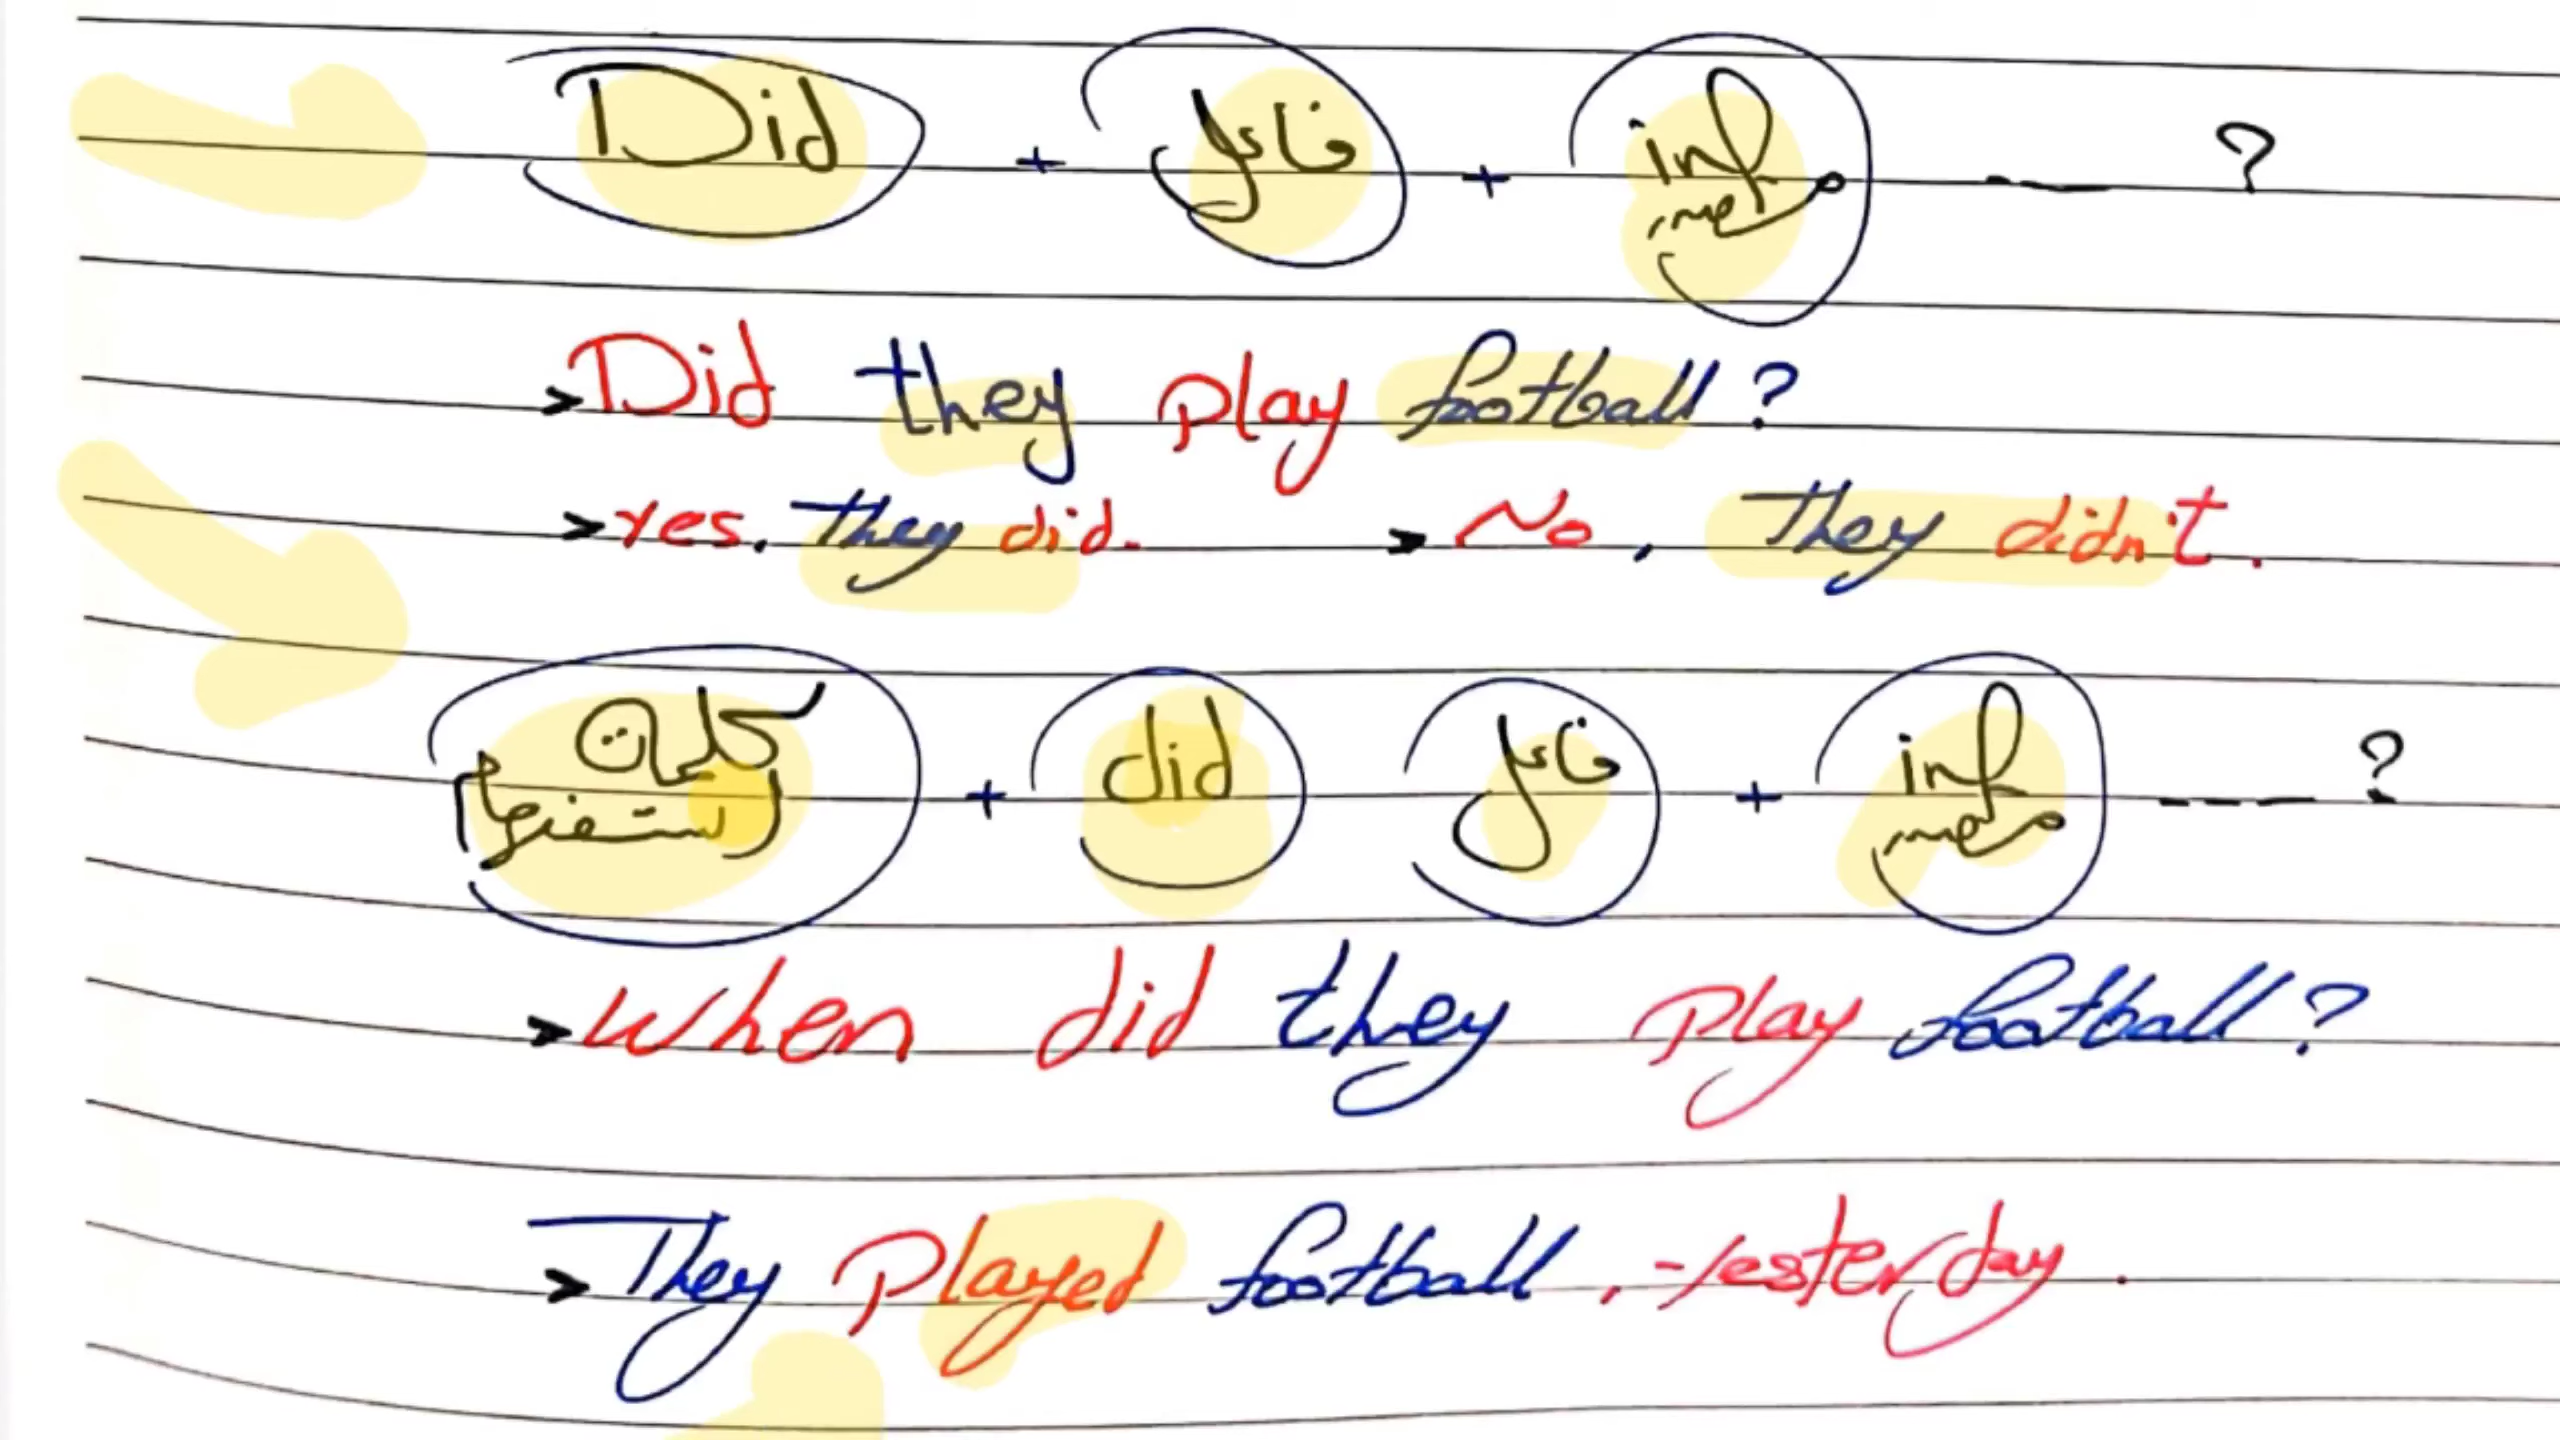 Did + فاعل + inf مصدر ---- ?
> Did they play football ?
> Yes, they did. > No, They didn't.
كلمات استفهام + did فاعل + inf مصدر ---- ?
> When did they Play football ?
> They Played football, yesterday.